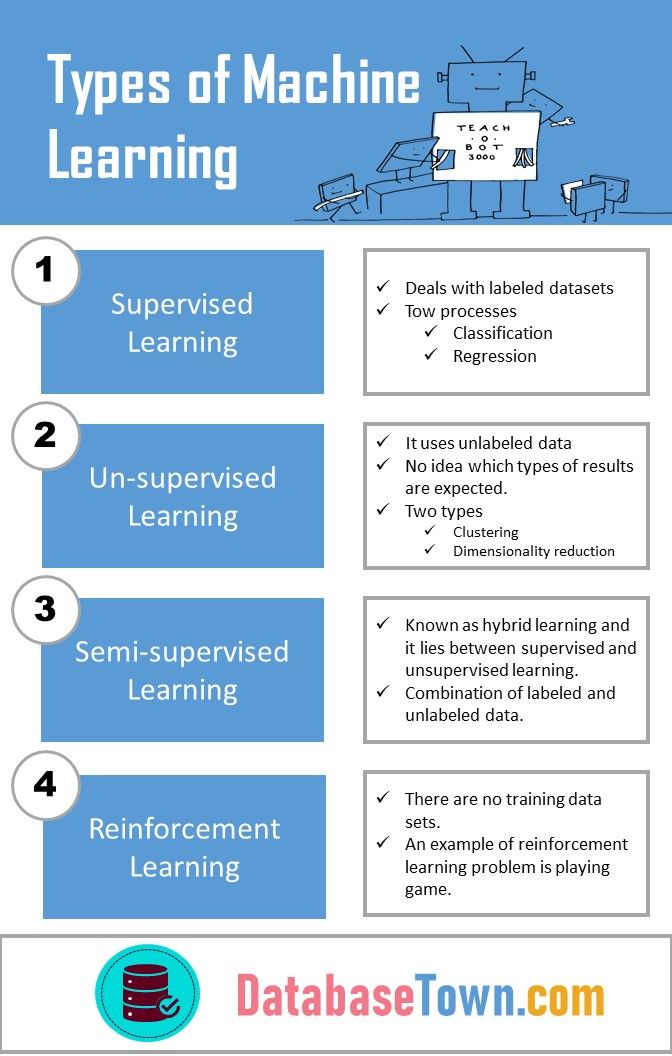 Types of Machine
Learning
TEACH
·O·
BOT
3000
1
Supervised
Learning
✓ Deals with labeled datasets
✓ Tow processes
✓ Classification
✓ Regression
2
Un-supervised
Learning
✓ It uses unlabeled data
✓ No idea which types of results
are expected.
✓ Two types
✓ Clustering
✓ Dimensionality reduction
3
Semi-supervised
Learning
✓ Known as hybrid learning and
it lies between supervised and
unsupervised learning.
✓ Combination of labeled and
unlabeled data.
4
Reinforcement
Learning
✓ There are no training data
sets.
✓ An example of reinforcement
learning problem is playing
game.
DatabaseTown.com